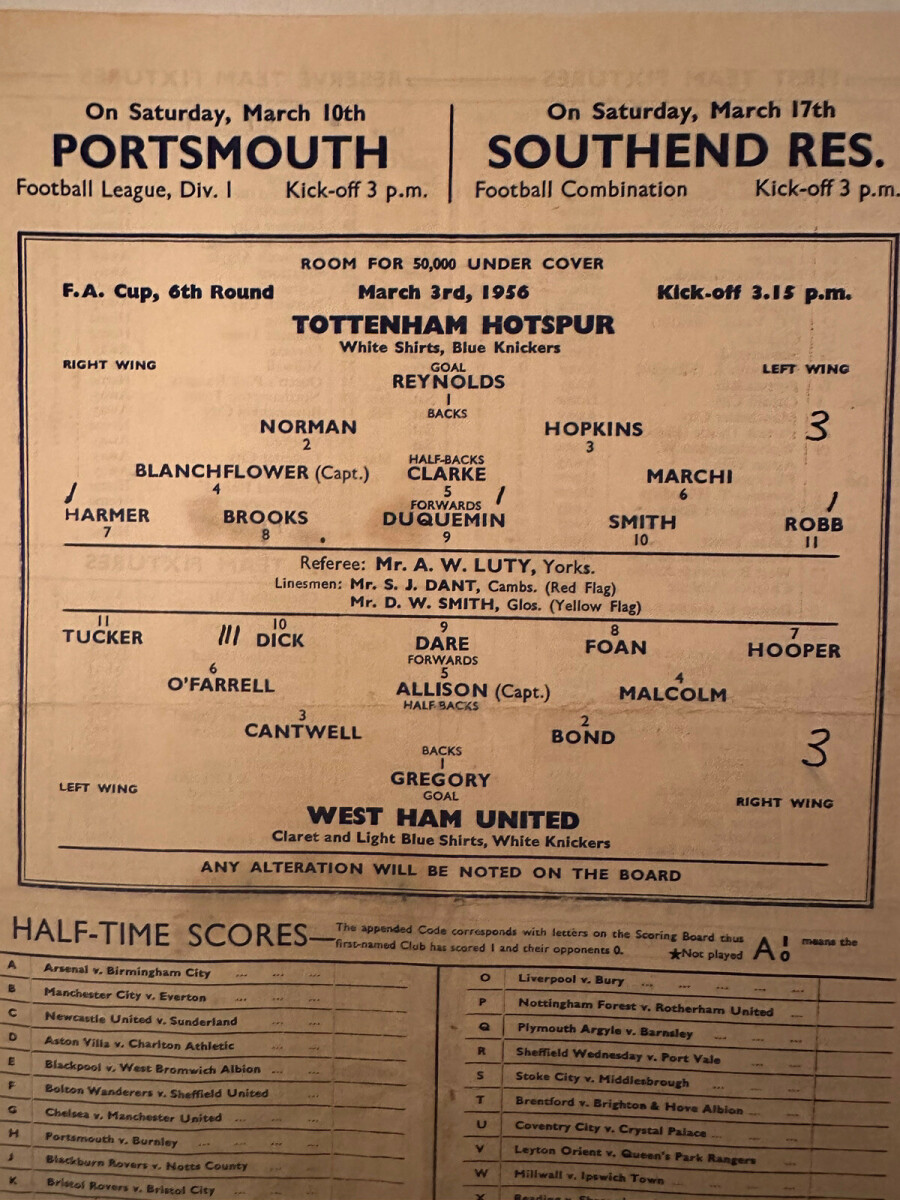 On Saturday, March 10th
PORTSMOUTH
Football League, Div. I Kick-off 3 p.m.
On Saturday, March 17th
SOUTHEND RES.
Football Combination Kick-off 3 p.m.
ROOM FOR 50,000 UNDER COVER
F.A. Cup, 6th Round March 3rd, 1956 Kick-off 3.15 p.m.
TOTTENHAM HOTSPUR
White Shirts, Blue Knickers
RIGHT WING GOAL LEFT WING
REYNOLDS
1
BACKS
NORMAN HOPKINS 3
2 3
HALF-BACKS
BLANCHFLOWER (Capt.) CLARKE MARCHI
4 5 6
FORWARDS
/ / /
HARMER BROOKS DUQUEMIN SMITH ROBB
7 8 9 10 11
Referee: Mr. A. W. LUTY, Yorks.
Linesmen: Mr. S. J. DANT, Cambs. (Red Flag)
Mr. D. W. SMITH, Glos. (Yellow Flag)
11 10 9 8 7
TUCKER /// DICK DARE FOAN HOOPER
FORWARDS
6 5 4
O'FARRELL ALLISON (Capt.) MALCOLM
HALF-BACKS
3 2
CANTWELL BOND 3
BACKS
1
GREGORY
LEFT WING GOAL RIGHT WING
WEST HAM UNITED
Claret and Light Blue Shirts, White Knickers
ANY ALTERATION WILL BE NOTED ON THE BOARD
HALF-TIME SCORES—The appended Code corresponds with letters on the Scoring Board thus A 1 0 means the
first-named Club has scored 1 and their opponents 0. ★Not played
A Arsenal v. Birmingham City ... ... ...
B Manchester City v. Everton ... ... ...
C Newcastle United v. Sunderland ... ...
D Aston Villa v. Charlton Athletic ... ...
E Blackpool v. West Bromwich Albion ... ...
F Bolton Wanderers v. Sheffield United ...
G Chelsea v. Manchester United ... ...
H Portsmouth v. Burnley ... ... ... ...
J Blackburn Rovers v. Notts County ... ...
K Bristol Rovers v. Bristol City ... ...
O Liverpool v. Bury ... ... ... ... ...
P Nottingham Forest v. Rotherham United ...
Q Plymouth Argyle v. Barnsley ... ... ...
R Sheffield Wednesday v. Port Vale ... ...
S Stoke City v. Middlesbrough ... ...
T Brentford v. Brighton & Hove Albion ... ...
U Coventry City v. Crystal Palace ... ...
V Leyton Orient v. Queen's Park Rangers ...
W Millwall v. Ipswich Town ... ... ...
X Reading v.